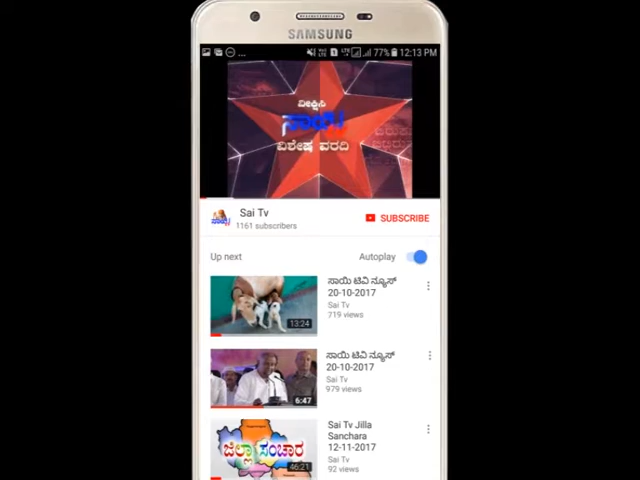 SAMSUNG
... 77% 12:13 PM
ವೀಕ್ಷಿಸಿ
ಸಾಯಿ
ವಿಶೇಷ ವರದಿ
Sai Tv
1161 subscribers
SUBSCRIBE
Up next
Autoplay
ಸಾಯಿ ಟಿವಿ ನ್ಯೂಸ್
20-10-2017
Sai Tv
719 views
13:24
ಸಾಯಿ ಟಿವಿ ನ್ಯೂಸ್
20-10-2017
Sai Tv
979 views
6:47
Sai Tv Jilla
Sanchara
12-11-2017
Sai Tv
92 views
ಜಿಲ್ಲಾ ಸಂಚಾರ
46:21